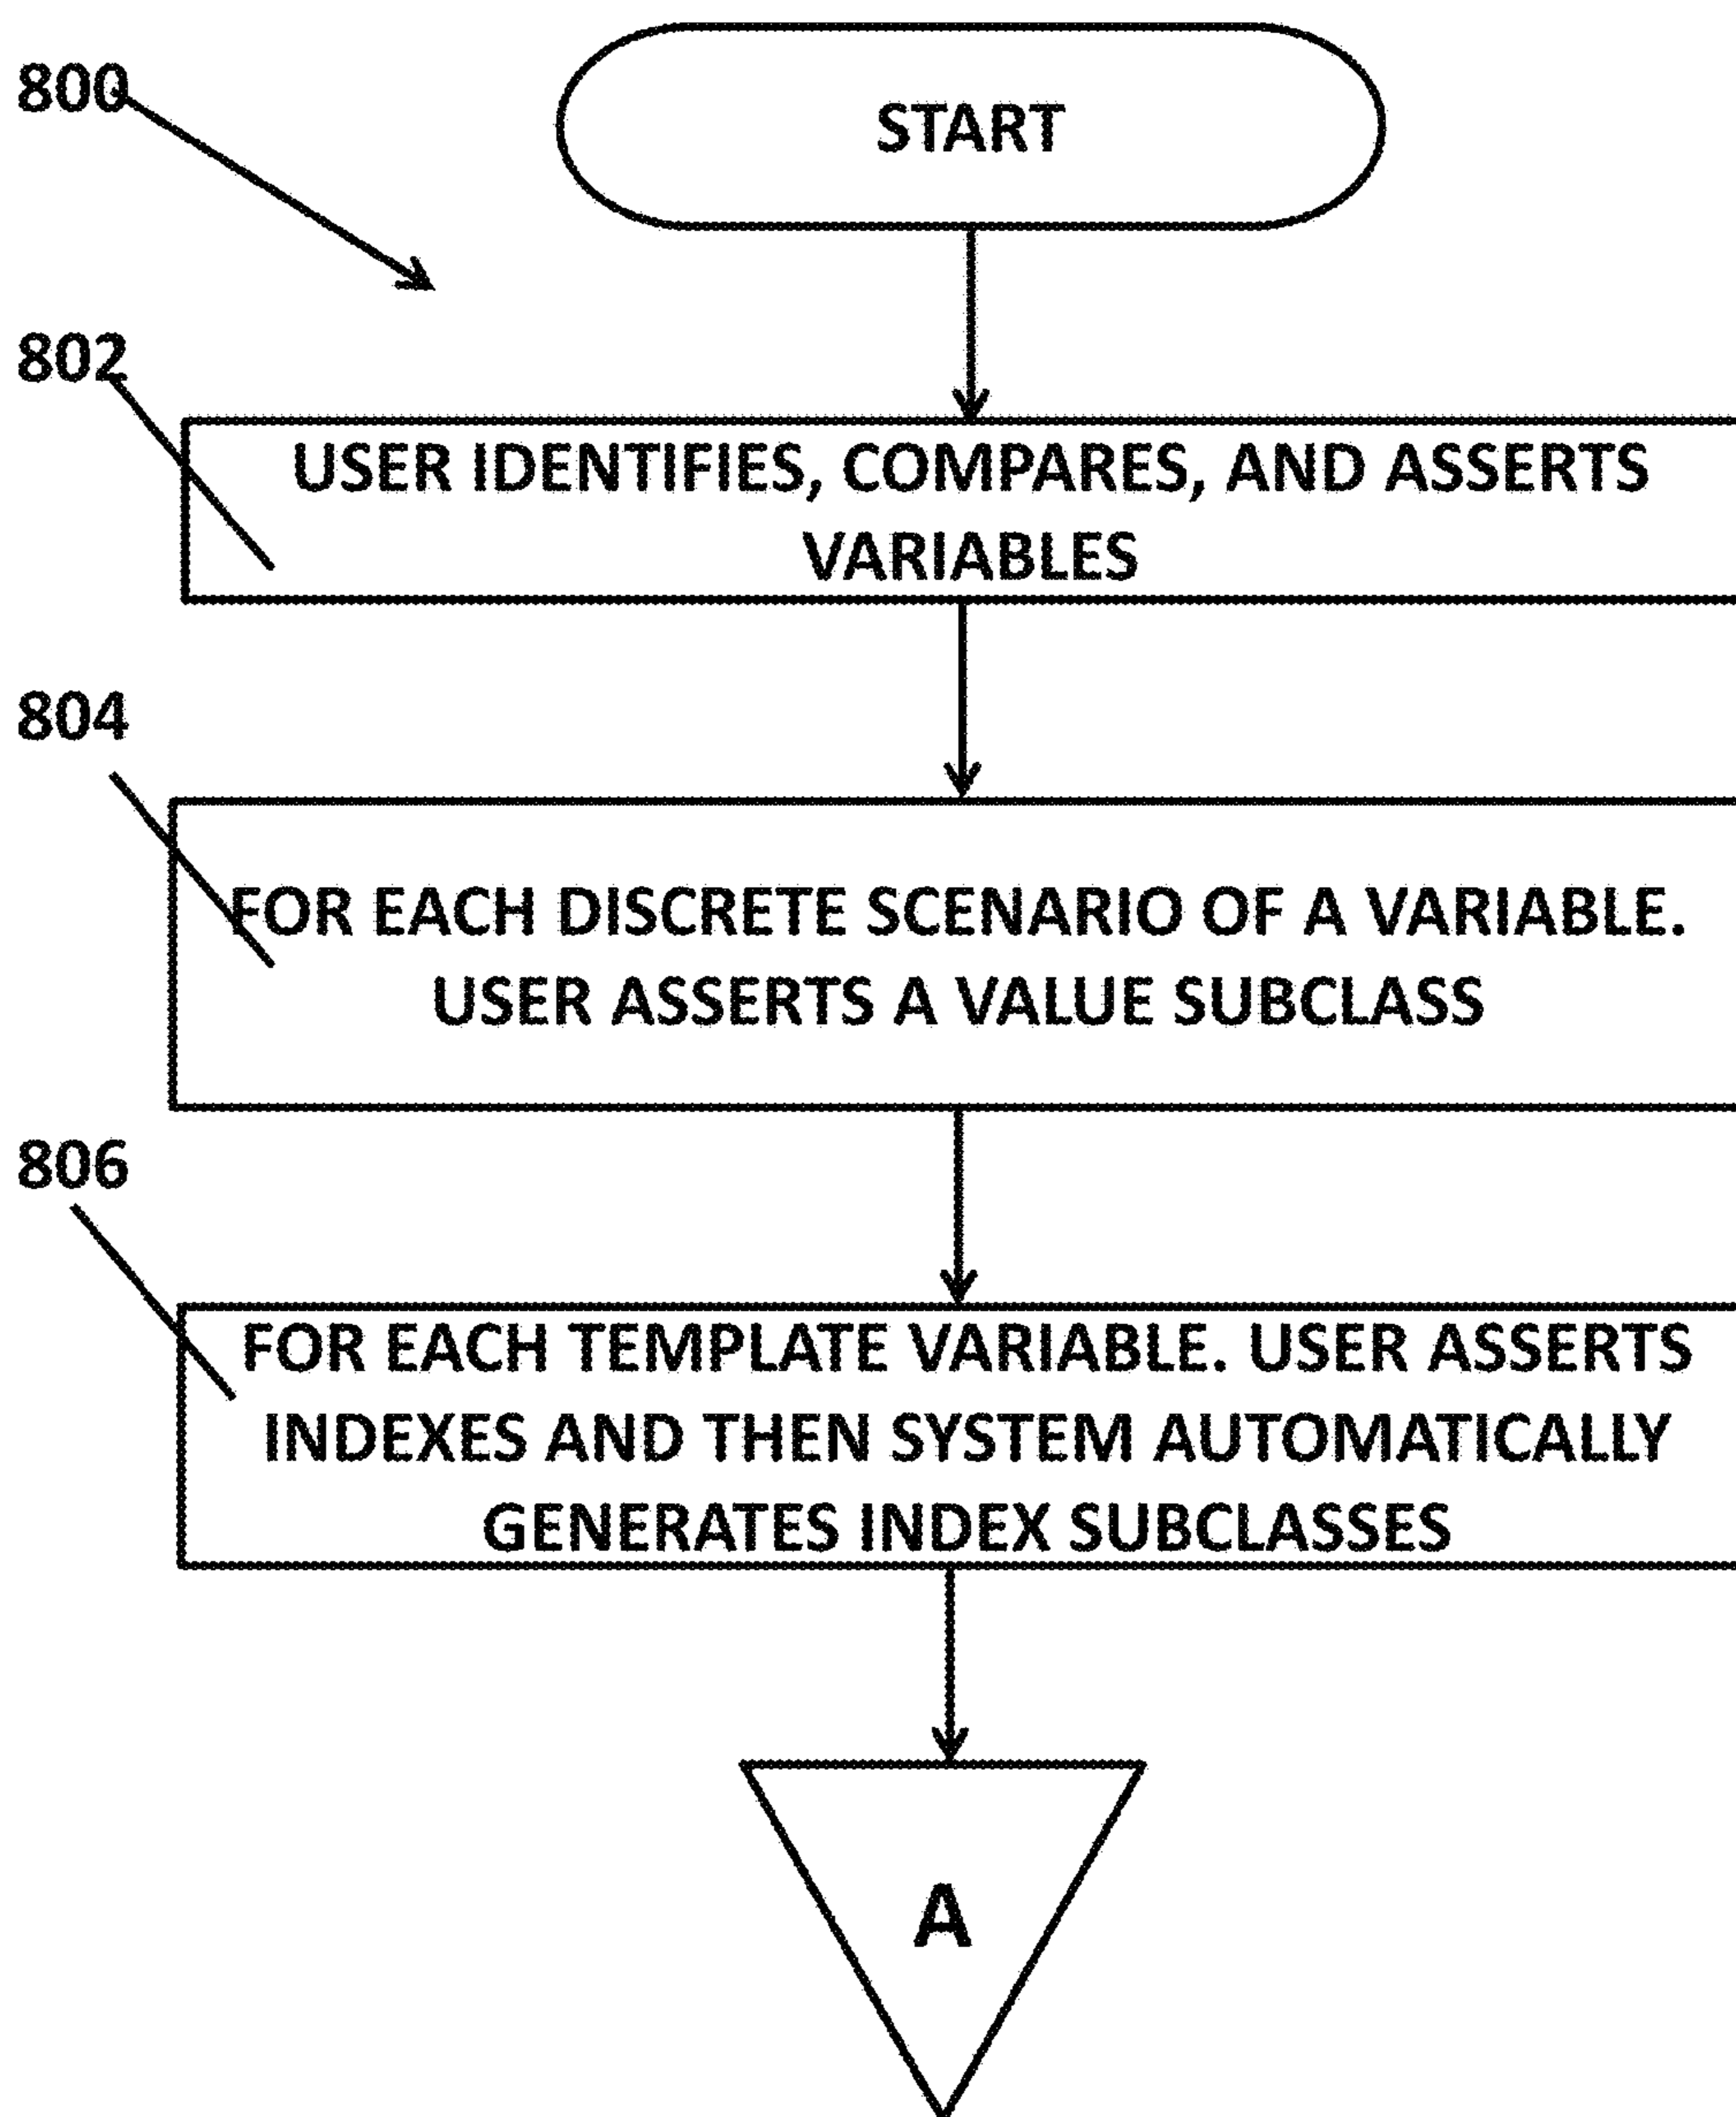 800
START
802
USER IDENTIFIES, COMPARES, AND ASSERTS
VARIABLES
804
FOR EACH DISCRETE SCENARIO OF A VARIABLE.
USER ASSERTS A VALUE SUBCLASS
806
FOR EACH TEMPLATE VARIABLE. USER ASSERTS
INDEXES AND THEN SYSTEM AUTOMATICALLY
GENERATES INDEX SUBCLASSES
A